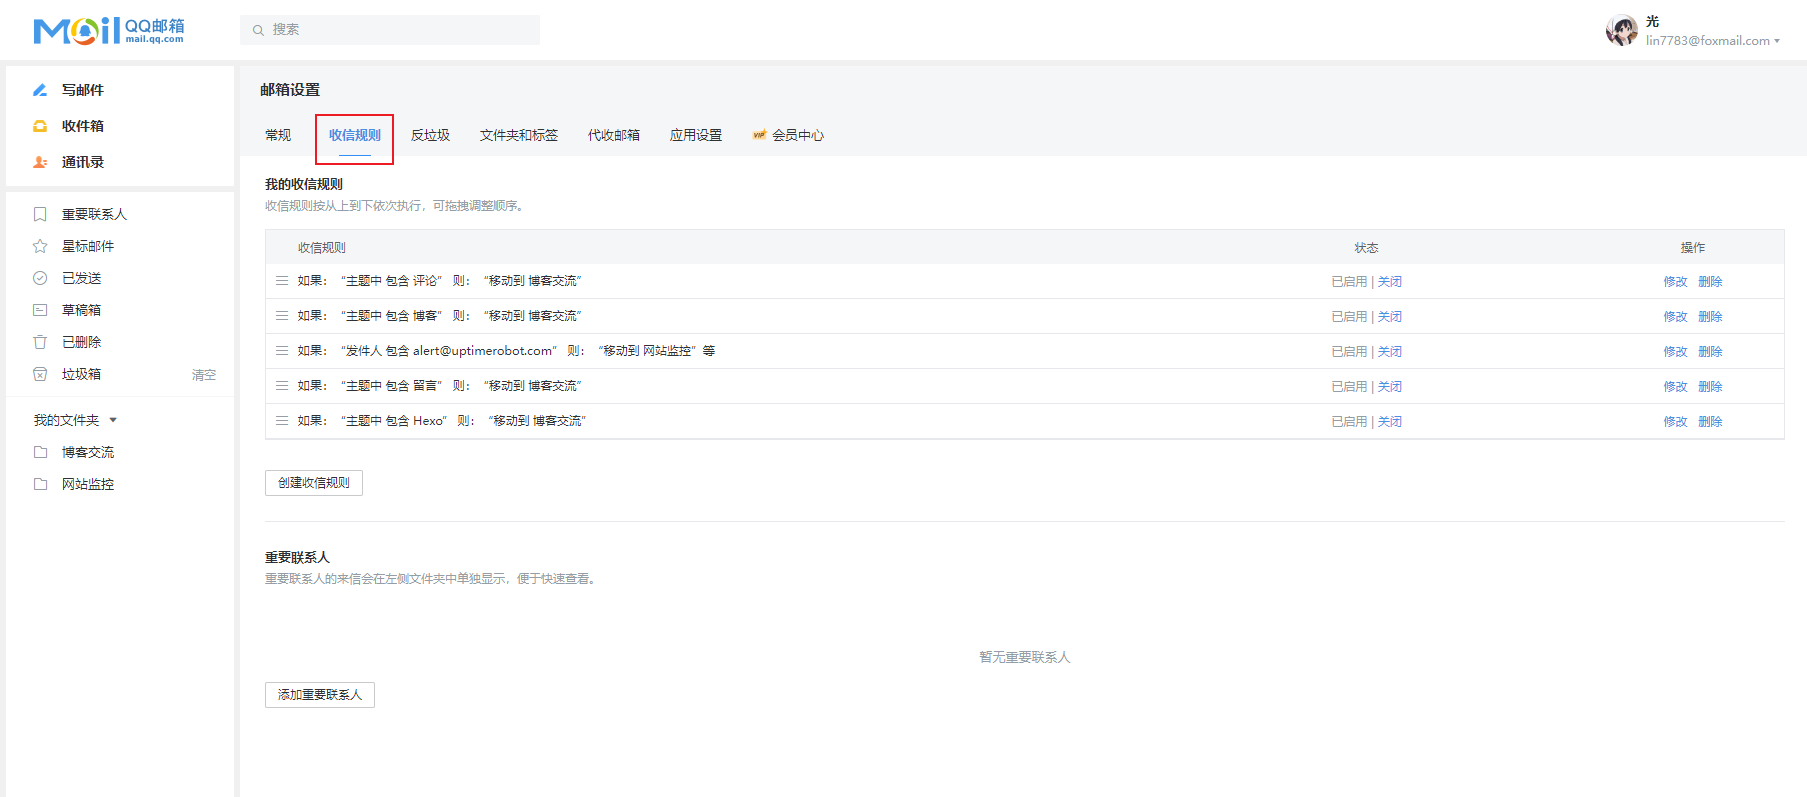 Mail QQ邮箱
mail.qq.com
搜索
光
lin7783@foxmail.com
写邮件
收件箱
通讯录
重要联系人
星标邮件
已发送
草稿箱
已删除
垃圾箱 清空
我的文件夹
博客交流
网站监控
邮箱设置
常规 收信规则 反垃圾 文件夹和标签 代收邮箱 应用设置 VIP 会员中心
我的收信规则
收信规则按从上到下依次执行，可拖拽调整顺序。
收信规则 状态 操作
如果：“主题中 包含 评论” 则：“移动到 博客交流” 已启用 | 关闭 修改 删除
如果：“主题中 包含 博客” 则：“移动到 博客交流” 已启用 | 关闭 修改 删除
如果：“发件人 包含 alert@uptimerobot.com” 则：“移动到 网站监控” 等 已启用 | 关闭 修改 删除
如果：“主题中 包含 留言” 则：“移动到 博客交流” 已启用 | 关闭 修改 删除
如果：“主题中 包含 Hexo” 则：“移动到 博客交流” 已启用 | 关闭 修改 删除
创建收信规则
重要联系人
重要联系人的来信会在左侧文件夹中单独显示，便于快速查看。
暂无重要联系人
添加重要联系人